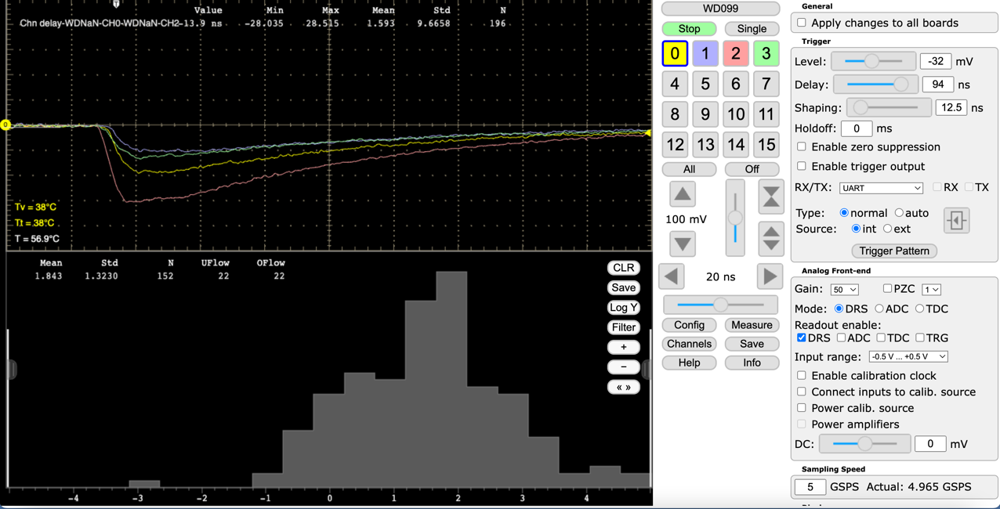 Value Min Max Mean Std N
Chn delay-WDNaN-CH0-WDNaN-CH2-13.9 ns -28.035 28.515 1.593 9.6658 196
T
0
Tv = 38°C
Tt = 38°C
T = 56.9°C
Mean Std N UFlow OFlow
1.843 1.3230 152 22 22
CLR
Save
Log Y
Filter
+
−
« »
-4 -3 -2 -1 0 1 2 3 4
WD099
Stop Single
0 1 2 3
4 5 6 7
8 9 10 11
12 13 14 15
All Off
100 mV
20 ns
Config Measure
Channels Save
Help Info
General
Apply changes to all boards
Trigger
Level: -32 mV
Delay: 94 ns
Shaping: 12.5 ns
Holdoff: 0 ms
Enable zero suppression
Enable trigger output
RX/TX: UART RX TX
Type: normal auto
Source: int ext
Trigger Pattern
Analog Front-end
Gain: 50 PZC 1
Mode: DRS ADC TDC
Readout enable:
DRS ADC TDC TRG
Input range: -0.5 V ... +0.5 V
Enable calibration clock
Connect inputs to calib. source
Power calib. source
Power amplifiers
DC: 0 mV
Sampling Speed
5 GSPS Actual: 4.965 GSPS